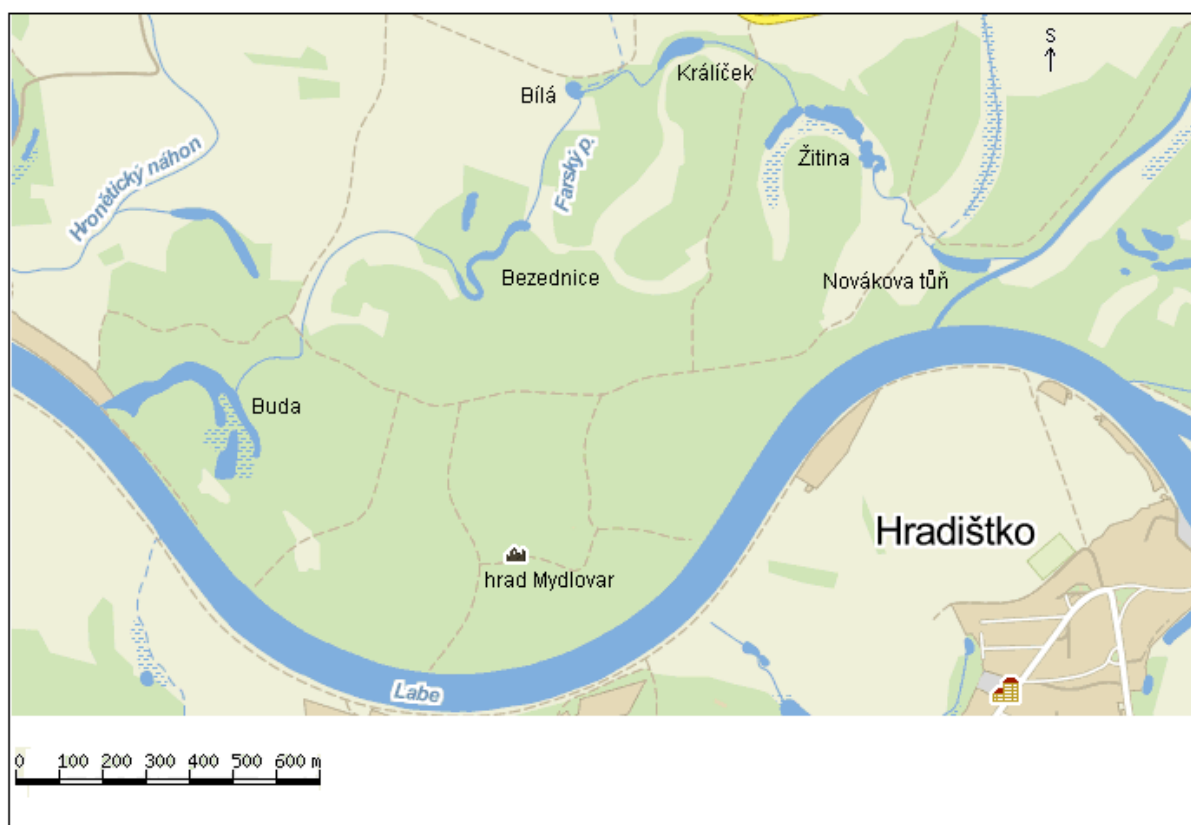 S
Králíček
Bílá
Farský p.
Žitina
Hronětický náhon
Bezednice
Novákova tůň
Buda
Hradištko
hrad Mydlovar
Labe
0 100 200 300 400 500 600 m